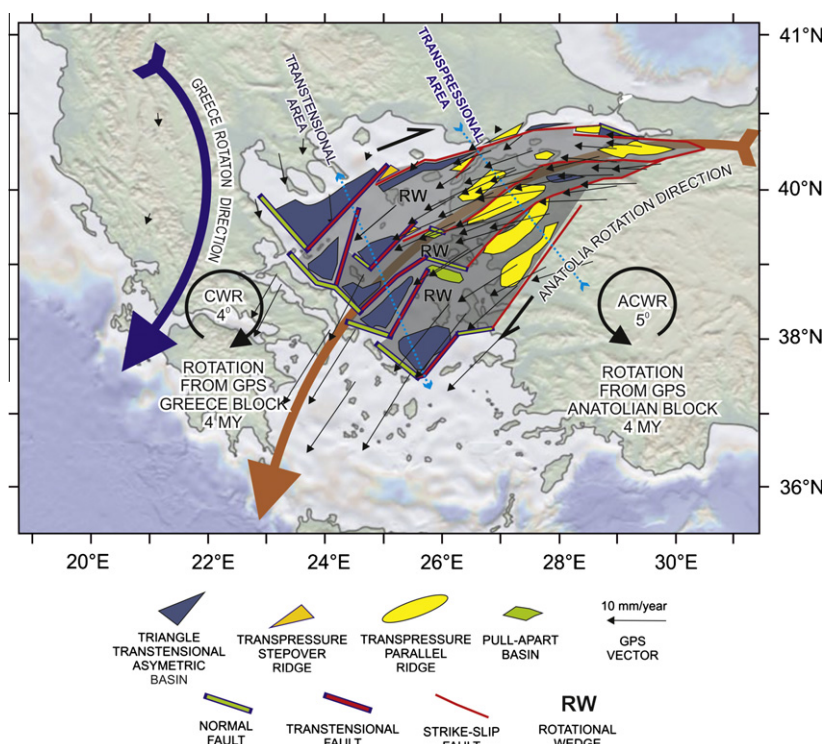 41°N
40°N
38°N
36°N
20°E
22°E
24°E
26°E
28°E
30°E
GREECE ROTATON DIRECTION
TRANSTENSIONAL
AREA
TRANSPRESSIONAL
AREA
ANATOLIA ROTATION DIRECTION
RW
RW
RW
CWR
4°
ROTATION
FROM GPS
GREECE BLOCK
4 MY
ACWR
5°
ROTATION
FROM GPS
ANATOLIAN BLOCK
4 MY
TRIANGLE
TRANSTENSIONAL
ASYMETRIC
BASIN
TRANSPRESSURE
STEPOVER
RIDGE
TRANSPRESSURE
PARALLEL
RIDGE
PULL-APART
BASIN
10 mm/year
GPS
VECTOR
NORMAL
FAULT
TRANSTENSIONAL
FAULT
STRIKE-SLIP
FAULT
RW
ROTATIONAL
WEDGE